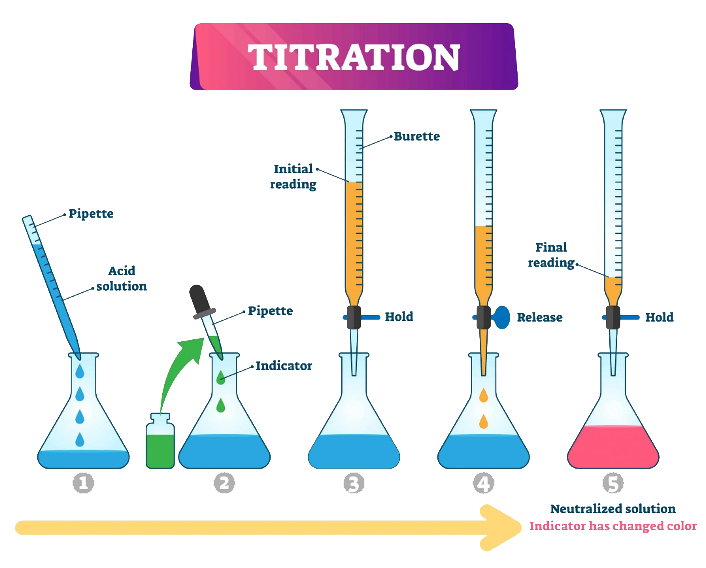 TITRATION
Burette
Initial
reading
Pipette
Acid
solution
Final
reading
Pipette
Hold
Release
Hold
Indicator
1
2
3
4
5
Neutralized solution
Indicator has changed color